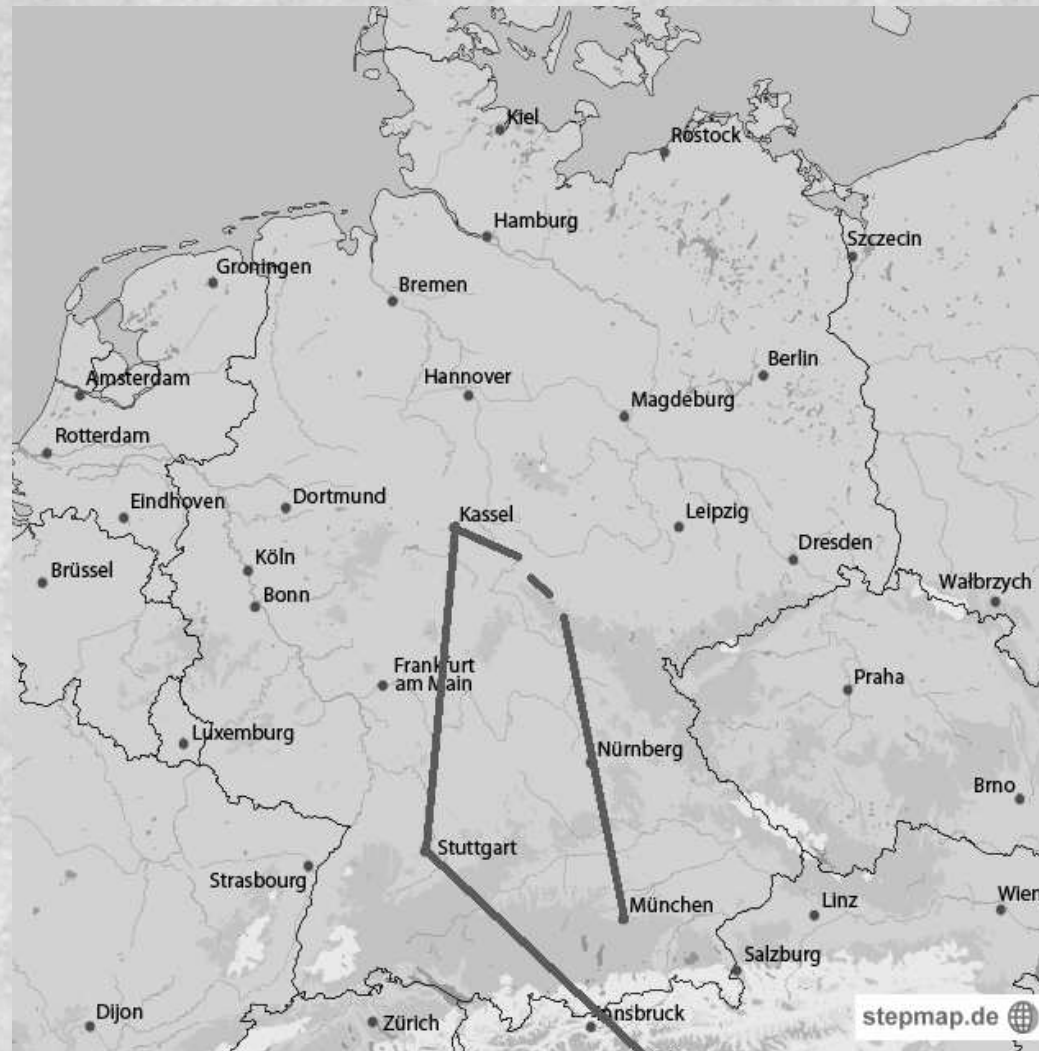 Kiel
Rostock
Hamburg
Szczecin
Groningen
Bremen
Berlin
Amsterdam
Hannover
Magdeburg
Rotterdam
Eindhoven
Dortmund
Kassel
Leipzig
Dresden
Köln
Brüssel
Wałbrzych
Bonn
Frankfurt
am Main
Praha
Luxemburg
Nürnberg
Brno
Stuttgart
Strasbourg
München
Linz
Wien
Salzburg
Dijon
Zürich
Innsbruck
stepmap.de